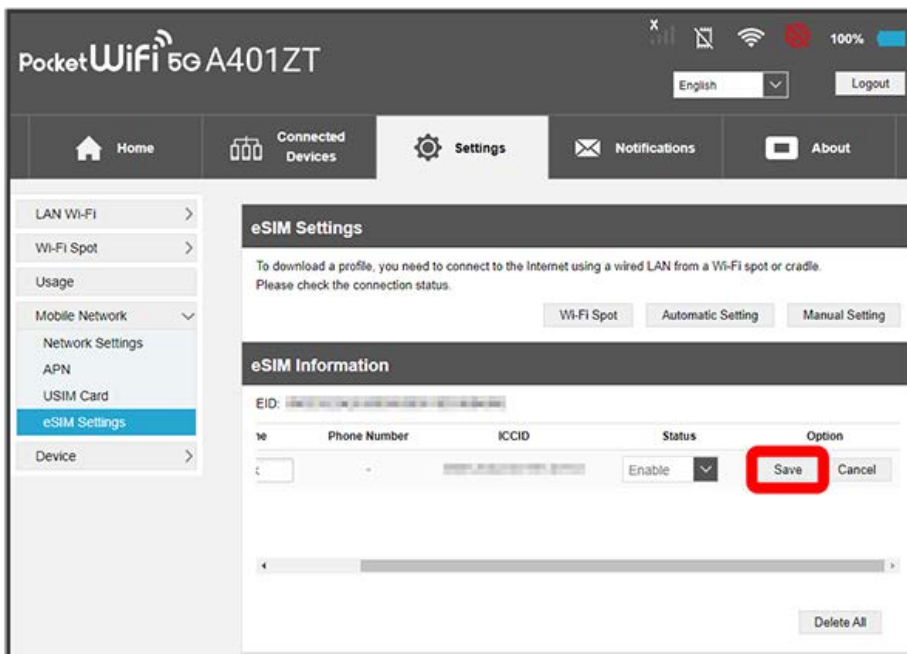 Pocket WiFi 5G A401ZT
100%
English
Logout
Home
Connected
Devices
Settings
Notifications
About
LAN Wi-Fi
Wi-Fi Spot
Usage
Mobile Network
Network Settings
APN
USIM Card
eSIM Settings
Device
eSIM Settings
To download a profile, you need to connect to the Internet using a wired LAN from a Wi-Fi spot or cradle.
Please check the connection status.
Wi-Fi Spot Automatic Setting Manual Setting
eSIM Information
EID:
Phone Number ICCID Status Option
- Enable Save Cancel
Delete All